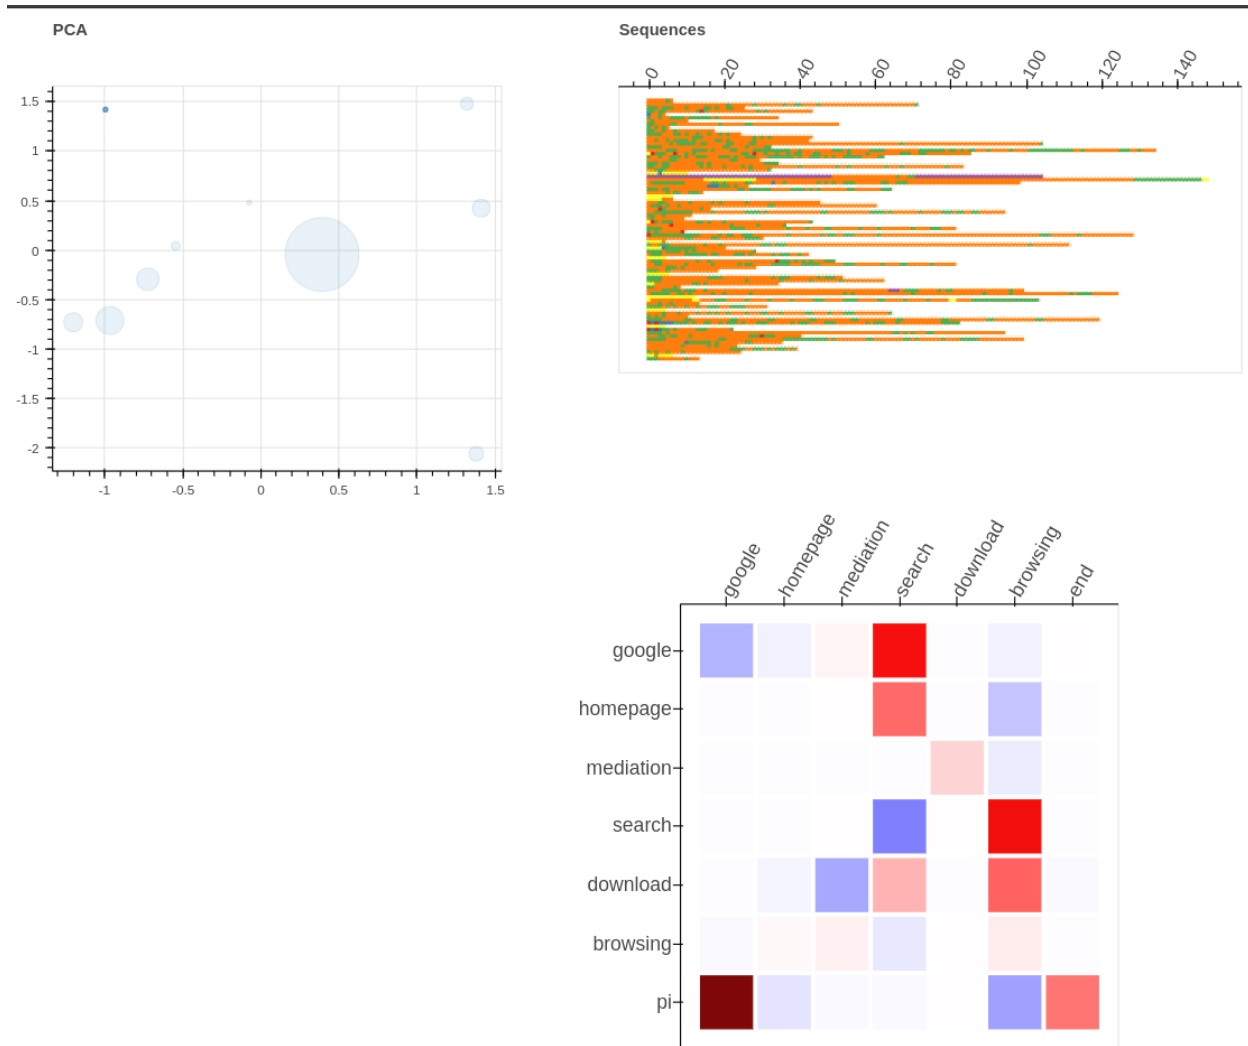 PCA
1.5
1
0.5
0
-0.5
-1
-1.5
-2
-1 -0.5 0 0.5 1 1.5
Sequences
0 20 40 60 80 100 120 140
google homepage mediation search download browsing end
google
homepage
mediation
search
download
browsing
pi